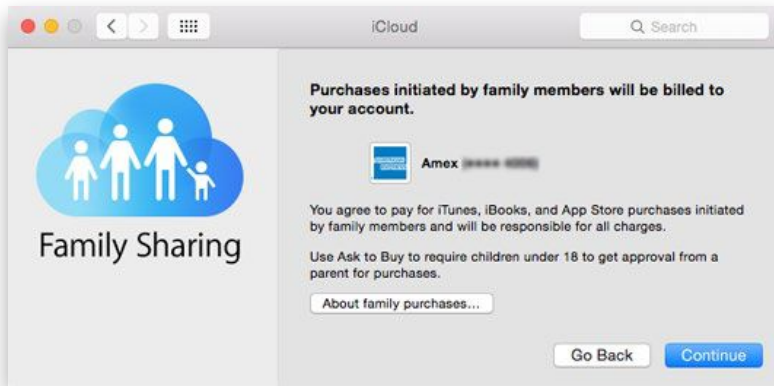 iCloud
Search
Purchases initiated by family members will be billed to
your account.
AMERICAN EXPRESS
Amex
You agree to pay for iTunes, iBooks, and App Store purchases initiated
by family members and will be responsible for all charges.
Family Sharing
Use Ask to Buy to require children under 18 to get approval from a
parent for purchases.
About family purchases...
Go Back
Continue